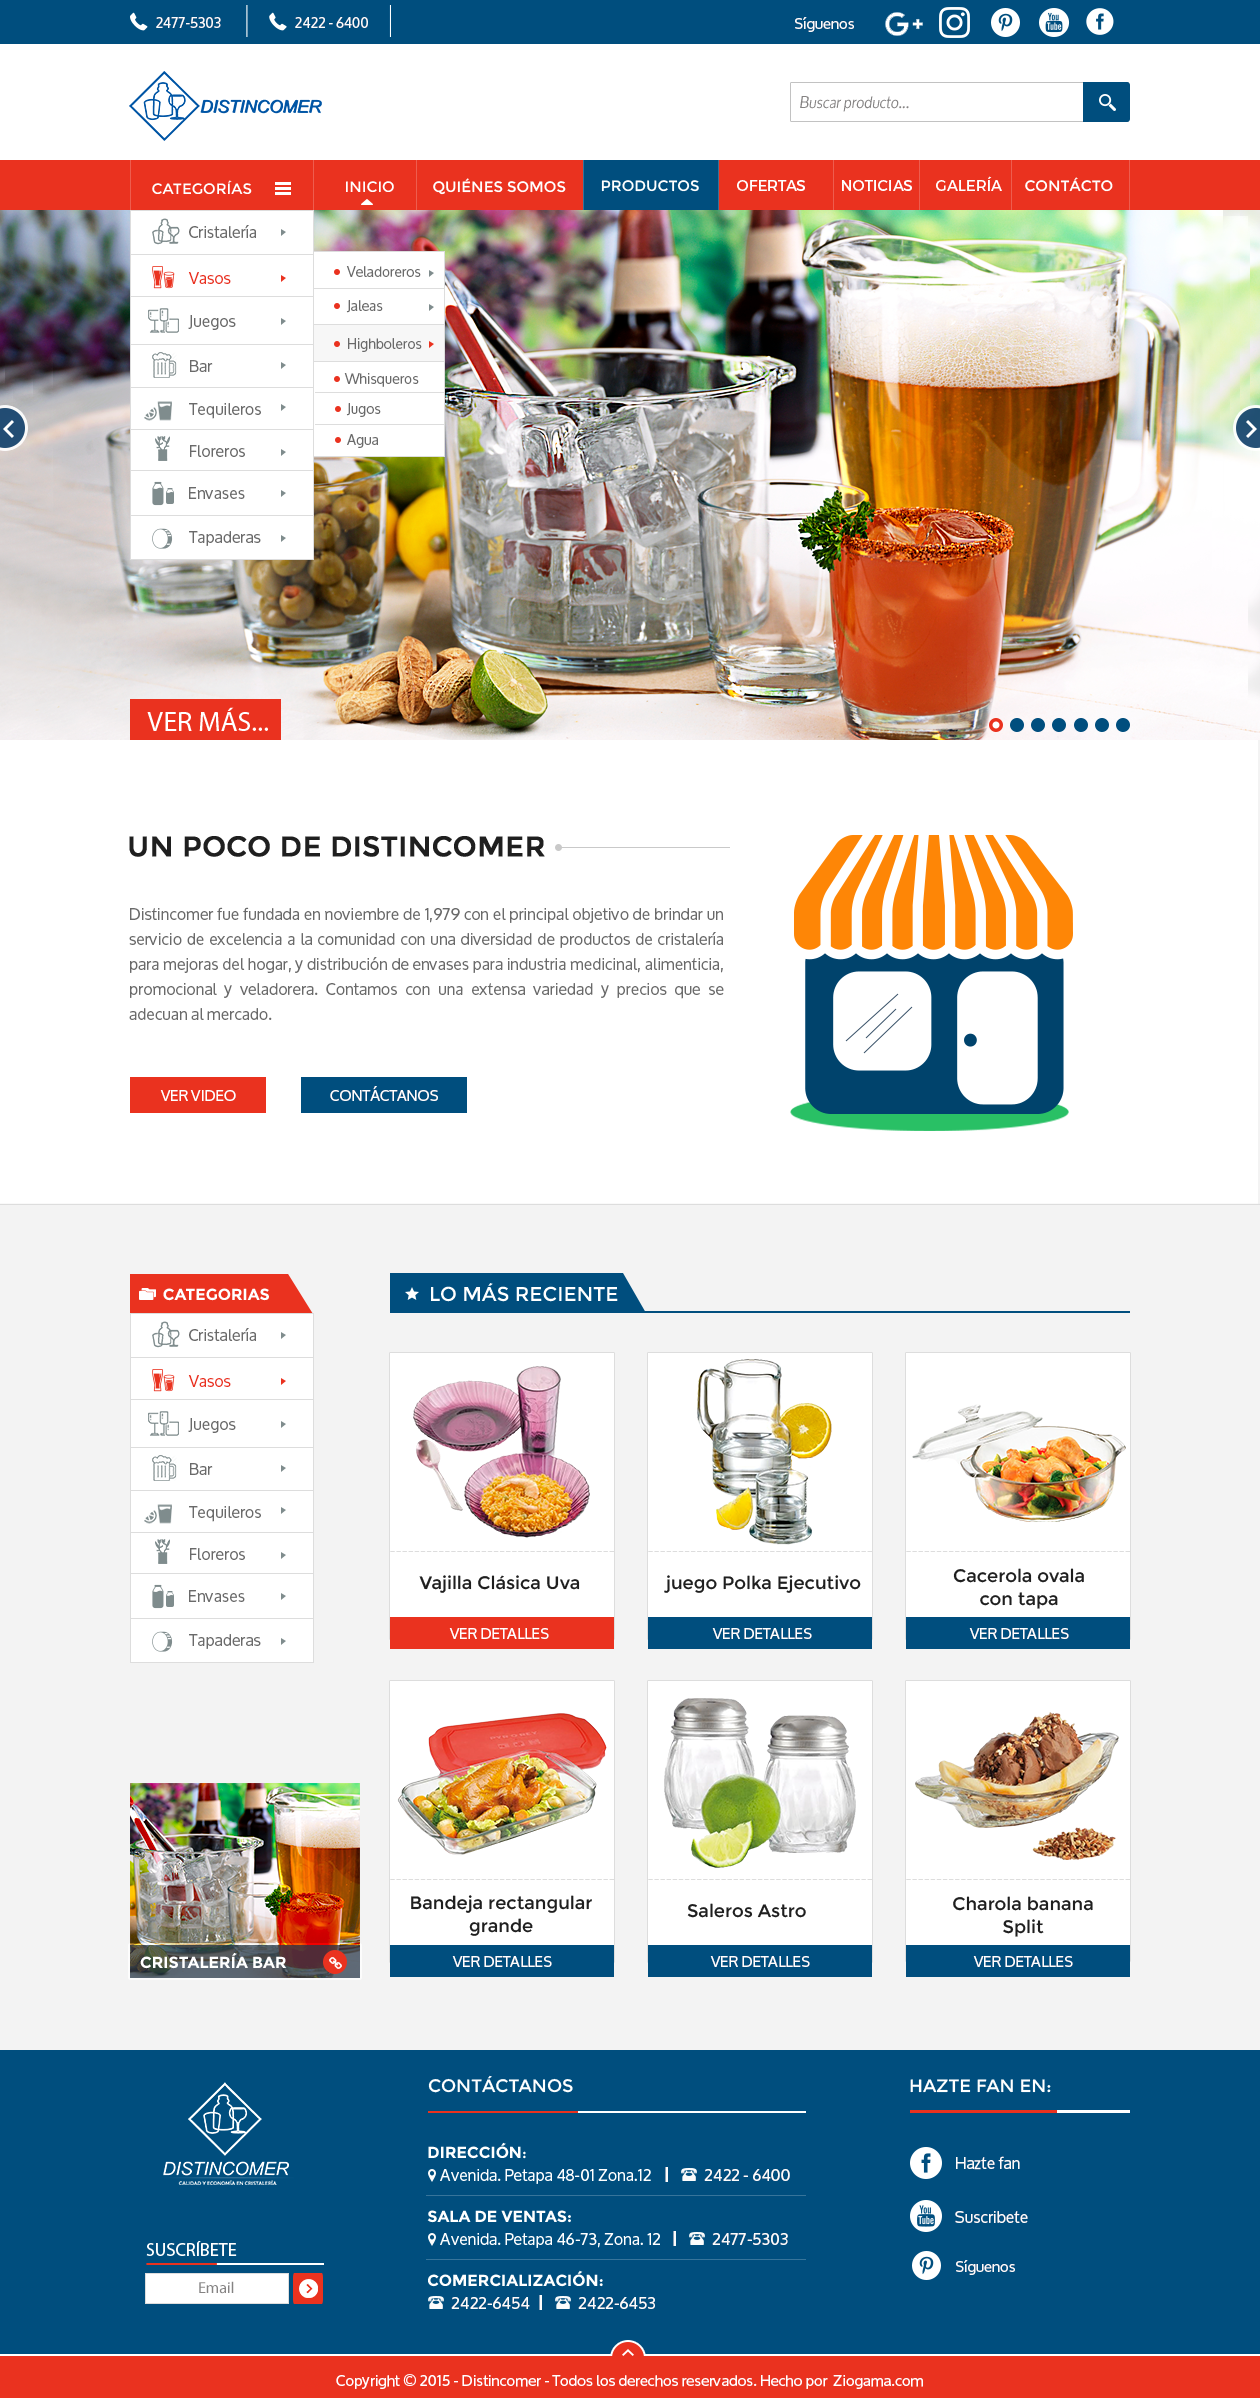 2477-5303
2422 - 6400
Síguenos
G+
You Tube
DISTINCOMER
Buscar producto...
CATEGORÍAS
INICIO
QUIÉNES SOMOS
PRODUCTOS
OFERTAS
NOTICIAS
GALERÍA
CONTÁCTO
Cristalería
Vasos
Juegos
Bar
Tequileros
Floreros
Envases
Tapaderas
Veladoreros
Jaleas
Highboleros
Whisqueros
Jugos
Agua
VER MÁS...
UN POCO DE DISTINCOMER
Distincomer fue fundada en noviembre de 1,979 con el principal objetivo de brindar un
servicio de excelencia a la comunidad con una diversidad de productos de cristalería
para mejoras del hogar, y distribución de envases para industria medicinal, alimenticia,
promocional y veladorera. Contamos con una extensa variedad y precios que se
adecuan al mercado.
VER VIDEO
CONTÁCTANOS
CATEGORIAS
Cristalería
Vasos
Juegos
Bar
Tequileros
Floreros
Envases
Tapaderas
CRISTALERÍA BAR
LO MÁS RECIENTE
Vajilla Clásica Uva
VER DETALLES
juego Polka Ejecutivo
VER DETALLES
Cacerola ovala
con tapa
VER DETALLES
Bandeja rectangular
grande
VER DETALLES
Saleros Astro
VER DETALLES
Charola banana
Split
VER DETALLES
DISTINCOMER
CALIDAD Y ECONOMÍA EN CRISTALERÍA
SUSCRÍBETE
Email
CONTÁCTANOS
DIRECCIÓN:
Avenida. Petapa 48-01 Zona.12 | 2422 - 6400
SALA DE VENTAS:
Avenida. Petapa 46-73, Zona. 12 | 2477-5303
COMERCIALIZACIÓN:
2422-6454 | 2422-6453
HAZTE FAN EN:
Hazte fan
You Tube
Suscribete
Síguenos
Copyright © 2015 - Distincomer - Todos los derechos reservados. Hecho por Ziogama.com